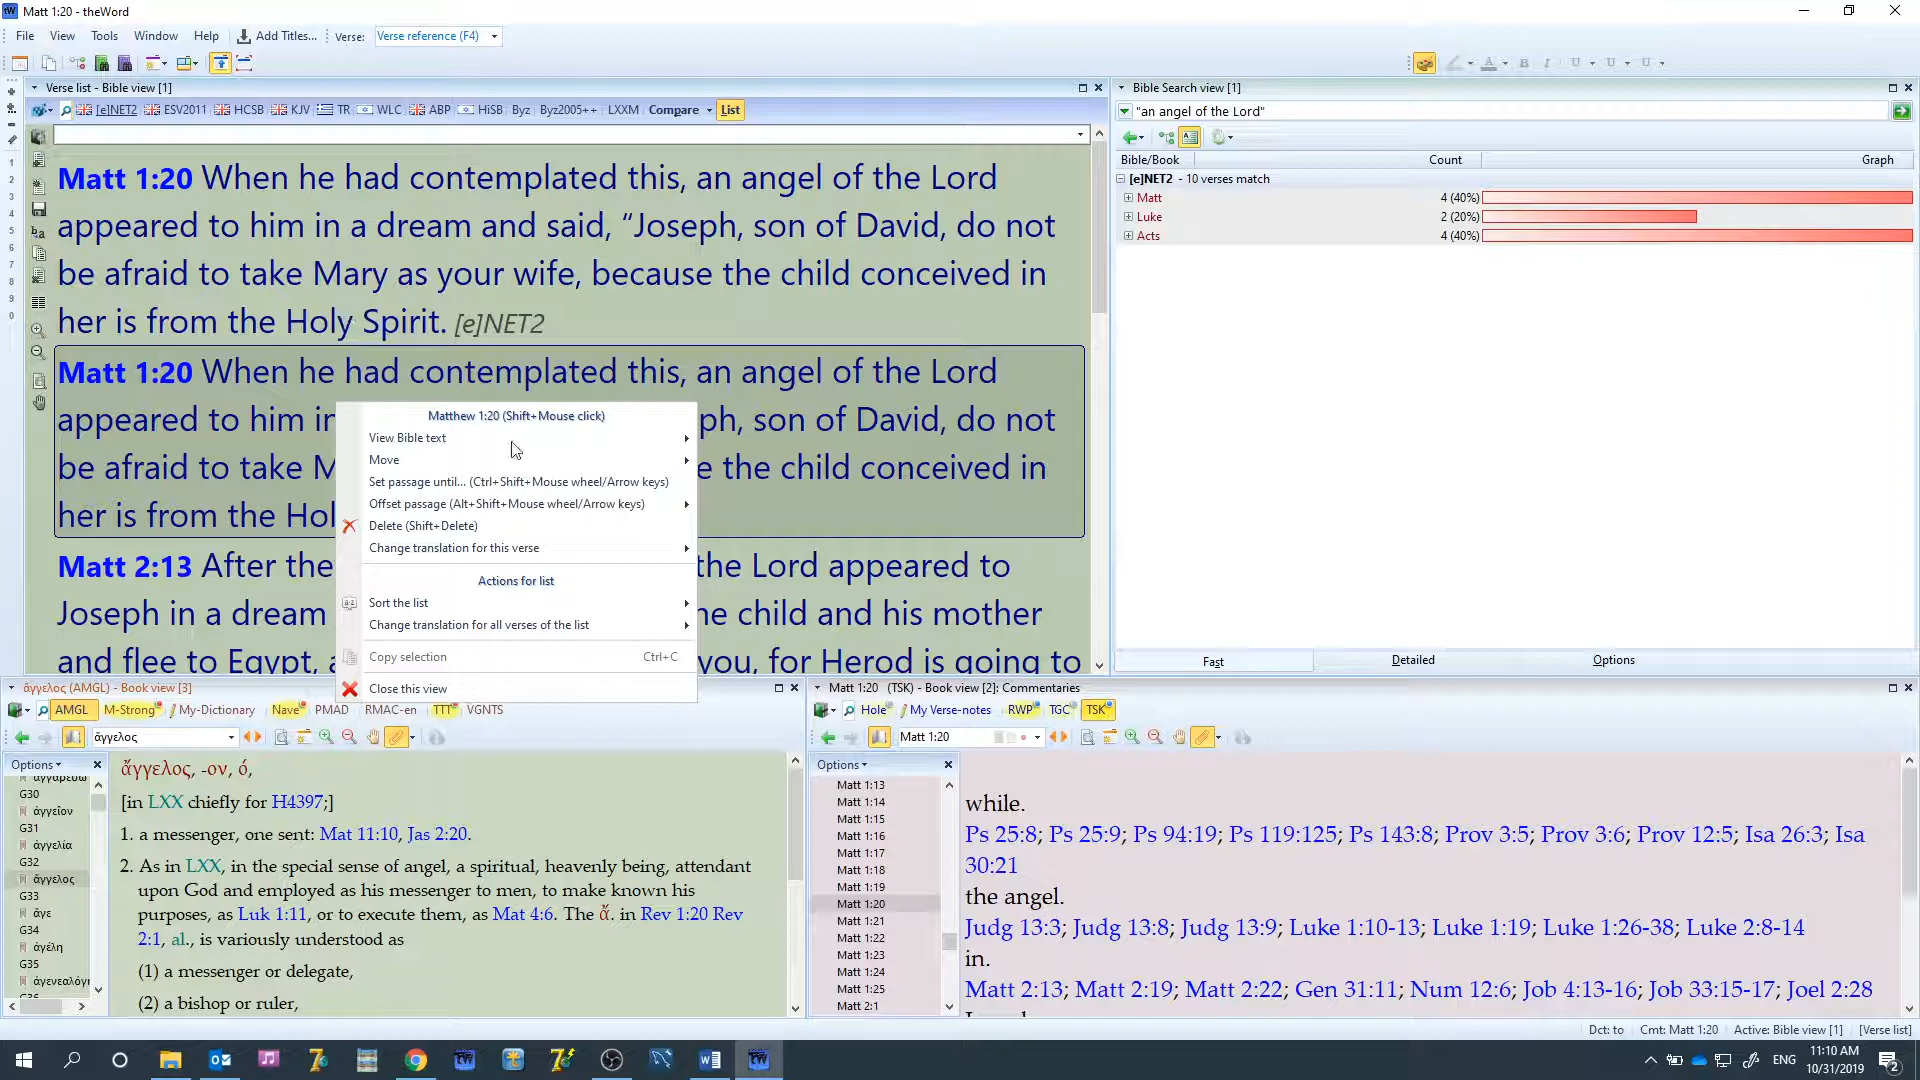 Matt 1:20 - theWord
File View Tools Window Help Add Titles... Verse: Verse reference (F4)
Verse list - Bible view [1]
[e]NET2 ESV2011 HCSB KJV TR WLC ABP HiSB Byz Byz2005++ LXXM Compare List
Matt 1:20 When he had contemplated this, an angel of the Lord
appeared to him in a dream and said, “Joseph, son of David, do not
be afraid to take Mary as your wife, because the child conceived in
her is from the Holy Spirit. [e]NET2
Matt 1:20 When he had contemplated this, an angel of the Lord
appeared to him in ph, son of David, do not
be afraid to take M e the child conceived in
her is from the Hol
Matt 2:13 After the the Lord appeared to
Joseph in a dream he child and his mother
and flee to Egypt, a you, for Herod is going to
Matthew 1:20 (Shift+Mouse click)
View Bible text
Move
Set passage until... (Ctrl+Shift+Mouse wheel/Arrow keys)
Offset passage (Alt+Shift+Mouse wheel/Arrow keys)
Delete (Shift+Delete)
Change translation for this verse
Actions for list
Sort the list
Change translation for all verses of the list
Copy selection Ctrl+C
Close this view
Bible Search view [1]
"an angel of the Lord"
Bible/Book Count Graph
[e]NET2 - 10 verses match
Matt 4 (40%)
Luke 2 (20%)
Acts 4 (40%)
Fast Detailed Options
ἄγγελος (AMGL) - Book view [3]
AMGL M-Strong My-Dictionary Nave PMAD RMAC-en TTT VGNTS
ἄγγελος
Options
ἀγγαρεύω
G30
ἀγγεῖον
G31
ἀγγελία
G32
ἄγγελος
G33
ἄγε
G34
ἀγέλη
G35
ἀγενεαλόγη
G36
ἄγγελος, -ον, ὁ,
[in LXX chiefly for H4397;]
1. a messenger, one sent: Mat 11:10, Jas 2:20.
2. As in LXX, in the special sense of angel, a spiritual, heavenly being, attendant
upon God and employed as his messenger to men, to make known his
purposes, as Luk 1:11, or to execute them, as Mat 4:6. The ἄ. in Rev 1:20 Rev
2:1, al., is variously understood as
(1) a messenger or delegate,
(2) a bishop or ruler,
Matt 1:20 (TSK) - Book view [2]: Commentaries
Hole My Verse-notes RWP TGC TSK
Matt 1:20
Options
Matt 1:13
Matt 1:14
Matt 1:15
Matt 1:16
Matt 1:17
Matt 1:18
Matt 1:19
Matt 1:20
Matt 1:21
Matt 1:22
Matt 1:23
Matt 1:24
Matt 1:25
Matt 2:1
while.
Ps 25:8; Ps 25:9; Ps 94:19; Ps 119:125; Ps 143:8; Prov 3:5; Prov 3:6; Prov 12:5; Isa 26:3; Isa
30:21
the angel.
Judg 13:3; Judg 13:8; Judg 13:9; Luke 1:10-13; Luke 1:19; Luke 1:26-38; Luke 2:8-14
in.
Matt 2:13; Matt 2:19; Matt 2:22; Gen 31:11; Num 12:6; Job 4:13-16; Job 33:15-17; Joel 2:28
Dct: to Cmt: Matt 1:20 Active: Bible view [1] [Verse list]
ENG
11:10 AM
10/31/2019
2